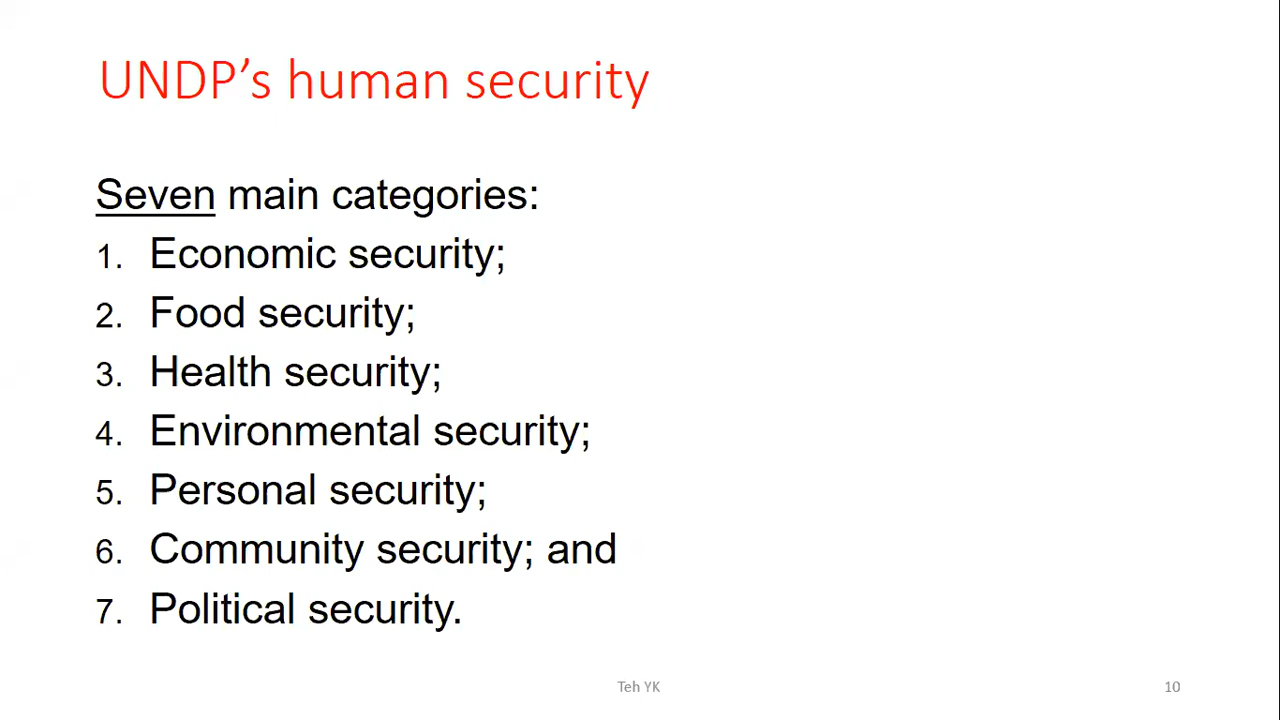 UNDP’s human security
Seven main categories:
1. Economic security;
2. Food security;
3. Health security;
4. Environmental security;
5. Personal security;
6. Community security; and
7. Political security.
Teh YK
10